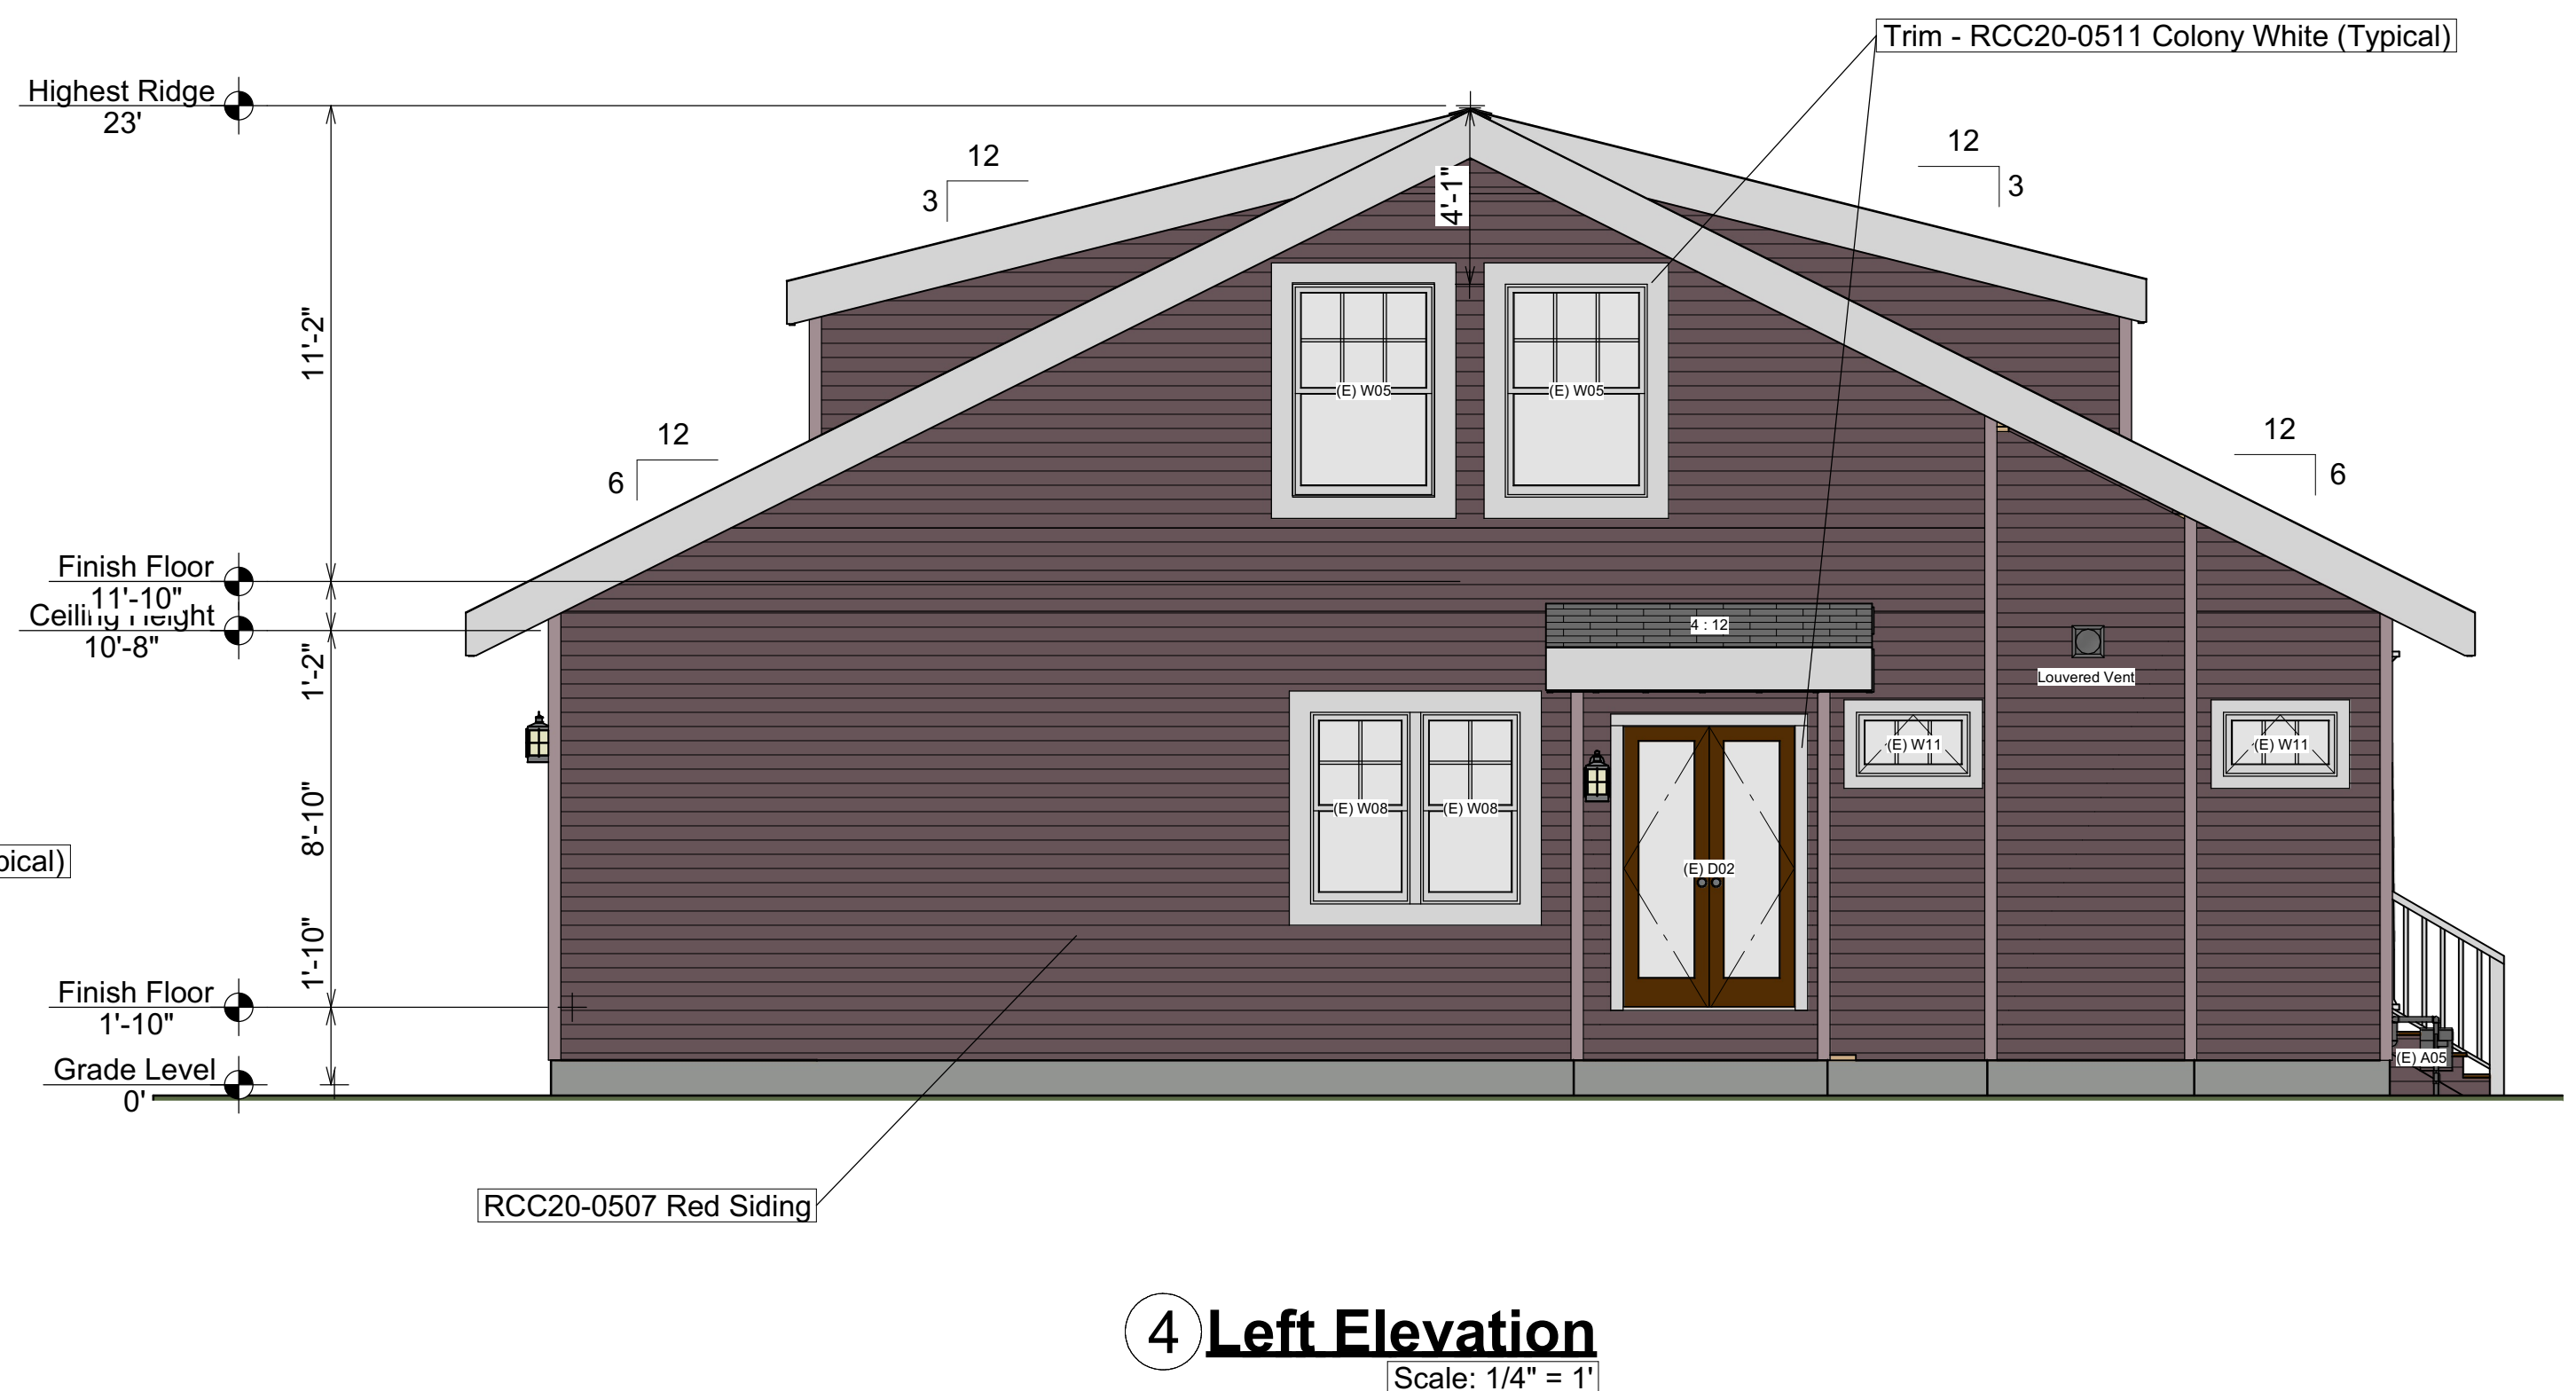 Trim - RCC20-0511 Colony White (Typical)
Highest Ridge
23'
12
3
12
3
4'-1"
11'-2"
(E) W05
(E) W05
12
6
12
6
Finish Floor
11'-10"
Ceiling Height
10'-8"
1'-2"
4 : 12
Louvered Vent
(E) W11
(E) W11
(E) W08
(E) W08
8'-10"
pical)
(E) D02
1'-10"
Finish Floor
1'-10"
(E) A05
Grade Level
0'
RCC20-0507 Red Siding
4 Left Elevation
Scale: 1/4" = 1'